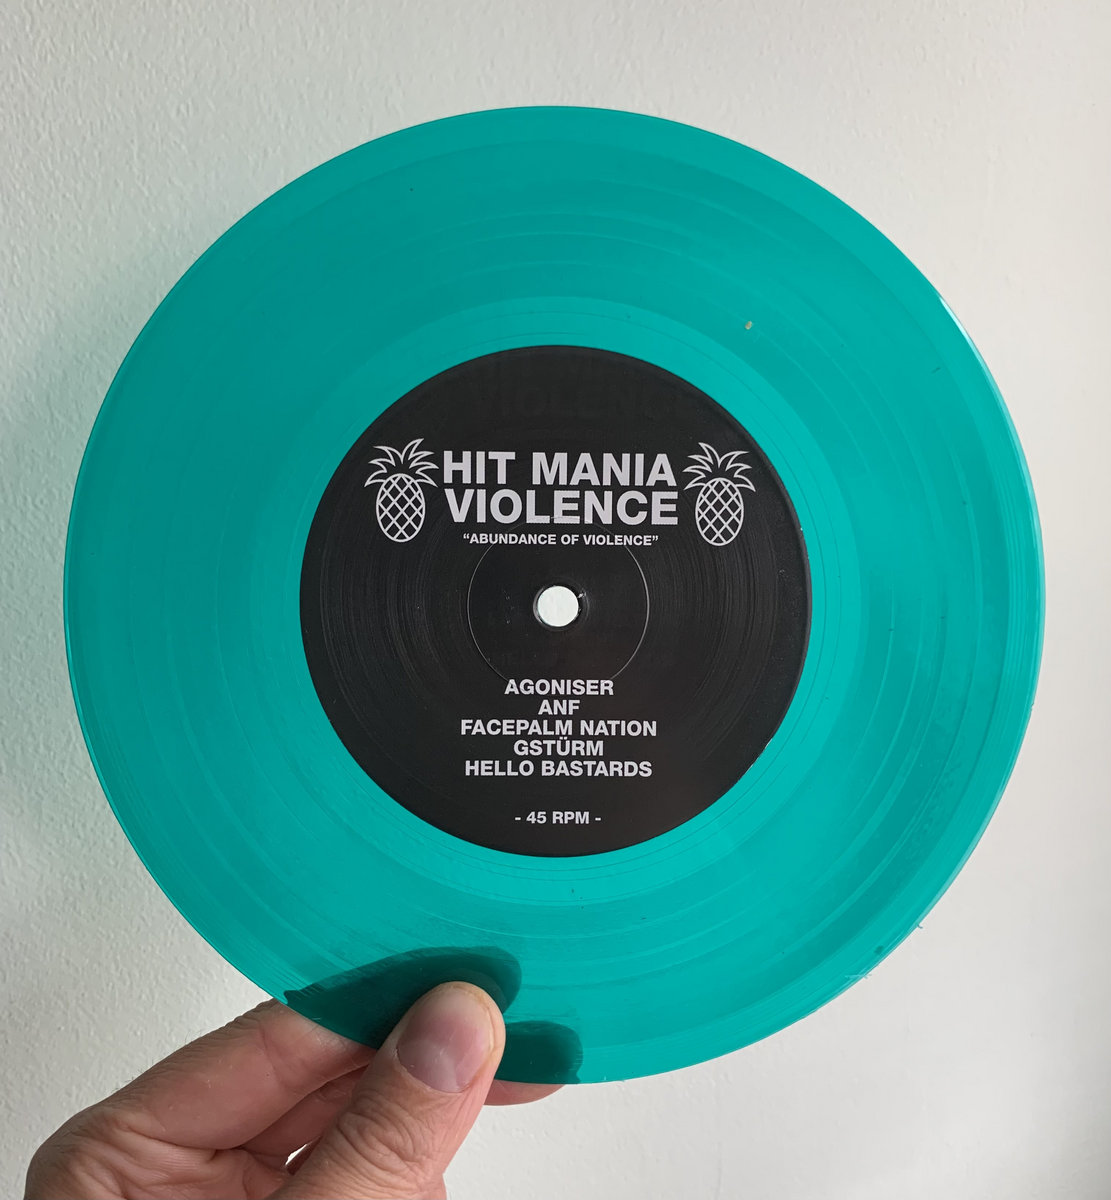 HIT MANIA
VIOLENCE
“ABUNDANCE OF VIOLENCE”
AGONISER
ANF
FACEPALM NATION
GSTÜRM
HELLO BASTARDS
- 45 RPM -